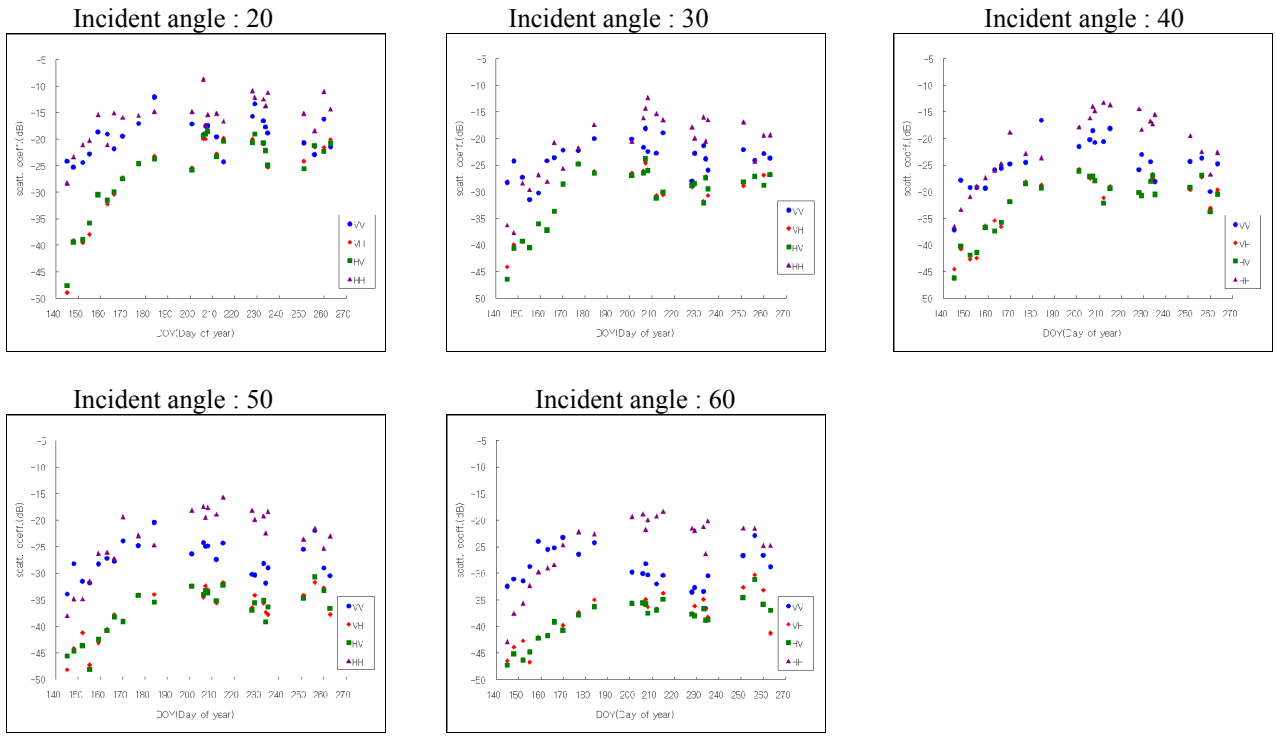 Incident angle : 20
-5
-10
-15
-20
-25
-30
-35
-40
-45
-50
scatt. coeff.(dB)
140 150 160 170 180 190 200 210 220 230 240 250 260 270
DOY(Day of year)
VV
VH
HV
HH
Incident angle : 30
-5
-10
-15
-20
-25
-30
-35
-40
-45
50
scatt. coeff.(dB)
140 150 160 170 180 190 200 210 220 230 240 250 260 270
DOY(Day of year)
VV
VH
HV
HH
Incident angle : 40
-5
-10
-15
-20
-25
-30
-35
-40
-45
50
scatt. coeff.(dB)
140 150 160 170 180 190 200 210 220 230 240 250 260 270
DOY(Day of year)
VV
VH
HV
HH
Incident angle : 50
-5
-10
-15
-20
-25
-30
-35
-40
-45
-50
scatt. coeff.(dB)
140 150 160 170 180 190 200 210 220 230 240 250 260 270
DOY(Day of year)
VV
VH
HV
HH
Incident angle : 60
-5
-10
-15
-20
-25
-30
-35
-40
-45
-50
scatt. coeff.(dB)
140 150 160 170 180 190 200 210 220 230 240 250 260 270
DOY(Day of year)
VV
VH
HV
HH